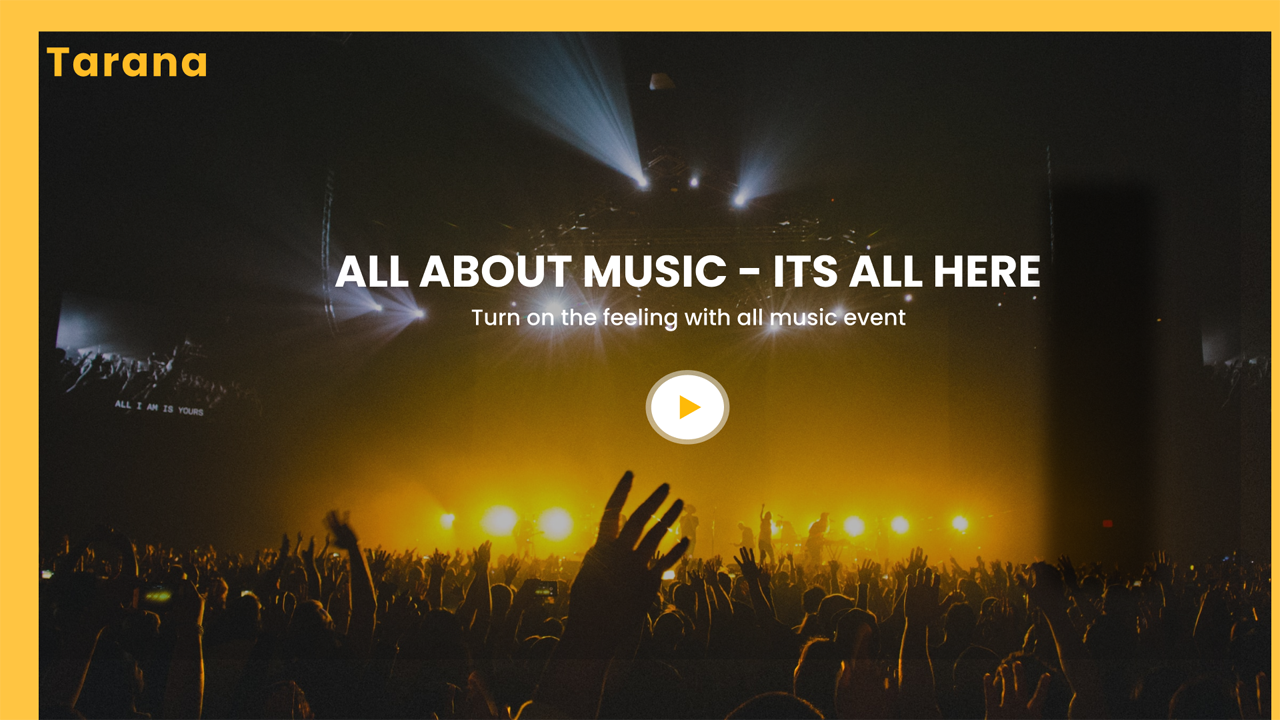 Tarana
ALL ABOUT MUSIC - ITS ALL HERE
Turn on the feeling with all music event
ALL I AM IS YOURS